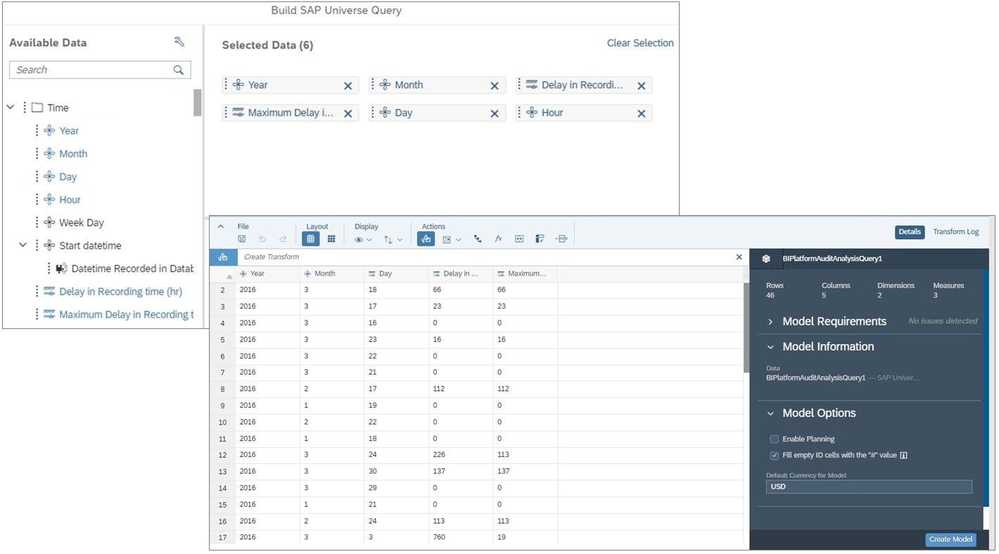 Build SAP Universe Query
Available Data
Search
Time
Year
Month
Day
Hour
Week Day
Start datetime
Datetime Recorded in Datab
Delay in Recording time (hr)
Maximum Delay in Recording t
Selected Data (6)
Clear Selection
Year
Month
Delay in Recordi...
Maximum Delay i...
Day
Hour
File
Layout
Display
Actions
fx
Details
Transform Log
Create Transform
Year Month Day Delay in ... Maximum...
2 2016 3 18 66 66
3 2016 3 17 23 23
4 2016 3 16 0 0
5 2016 3 23 16 16
6 2016 3 22 0 0
7 2016 3 21 0 0
8 2016 2 17 112 112
9 2016 1 19 0 0
10 2016 2 22 0 0
11 2016 1 18 0 0
12 2016 3 24 226 113
13 2016 3 30 137 137
14 2016 3 29 0 0
15 2016 1 21 0 0
16 2016 2 24 113 113
17 2016 3 3 760 19
BIPlatformAuditAnalysisQuery1
Rows Columns Dimensions Measures
46 5 2 3
Model Requirements No issues detected
Model Information
Data
BIPlatformAuditAnalysisQuery1 — SAP Univer...
Model Options
Enable Planning
Fill empty ID cells with the "#" value
Default Currency for Model
USD
Create Model